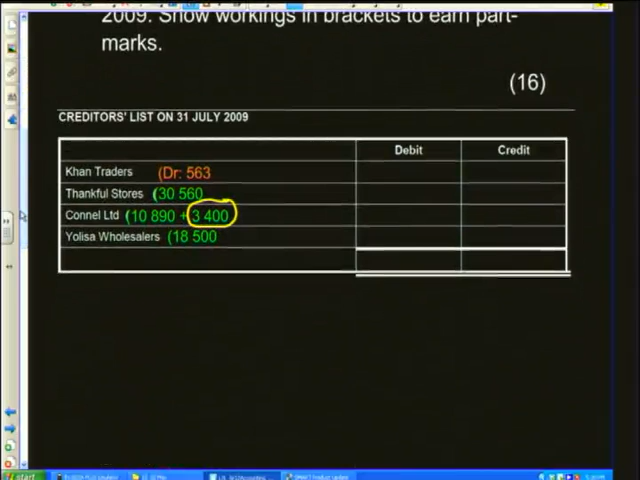 2009. Show workings in brackets to earn part-
marks.
(16)
CREDITORS' LIST ON 31 JULY 2009
Debit Credit
Khan Traders (Dr: 563
Thankful Stores (30 560
Connel Ltd (10 890 + 3 400
Yolisa Wholesalers (18 500
start